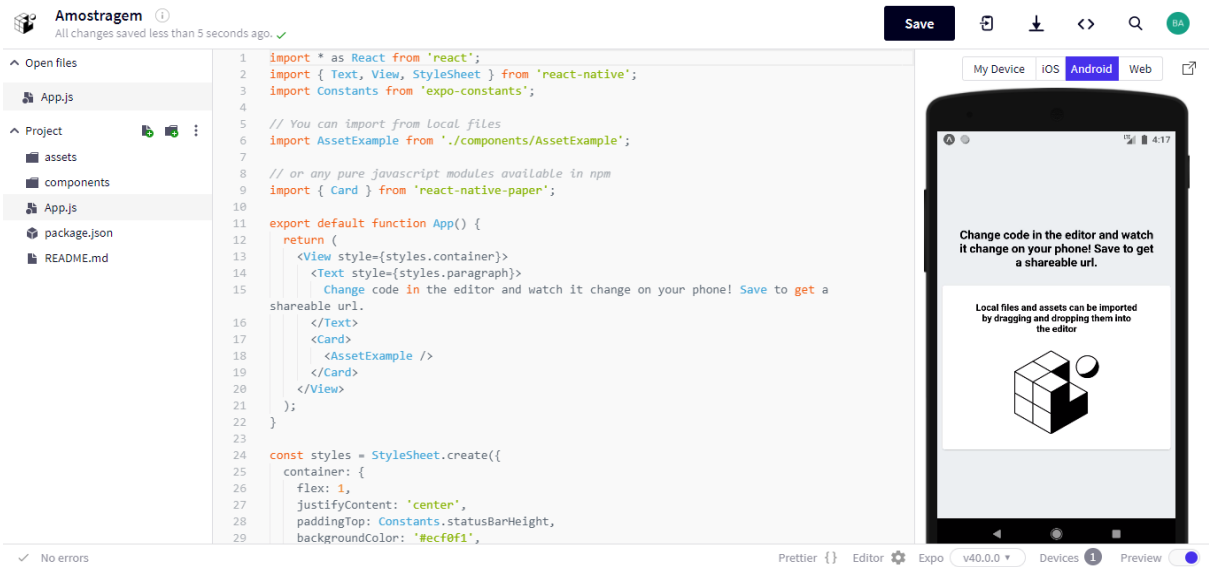 Amostragem
All changes saved less than 5 seconds ago.
Save
BA
Open files
App.js
Project
assets
components
App.js
package.json
README.md
1 import * as React from 'react';
2 import { Text, View, StyleSheet } from 'react-native';
3 import Constants from 'expo-constants';
4
5 // You can import from local files
6 import AssetExample from './components/AssetExample';
7
8 // or any pure javascript modules available in npm
9 import { Card } from 'react-native-paper';
10
11 export default function App() {
12 return (
13 <View style={styles.container}>
14 <Text style={styles.paragraph}>
15 Change code in the editor and watch it change on your phone! Save to get a
shareable url.
16 </Text>
17 <Card>
18 <AssetExample />
19 </Card>
20 </View>
21 );
22 }
23
24 const styles = StyleSheet.create({
25 container: {
26 flex: 1,
27 justifyContent: 'center',
28 paddingTop: Constants.statusBarHeight,
29 backgroundColor: '#ecf0f1',
My Device iOS Android Web
LTE 4:17
Change code in the editor and watch
it change on your phone! Save to get
a shareable url.
Local files and assets can be imported
by dragging and dropping them into
the editor
No errors
Prettier {} Editor Expo v40.0.0 Devices 1 Preview